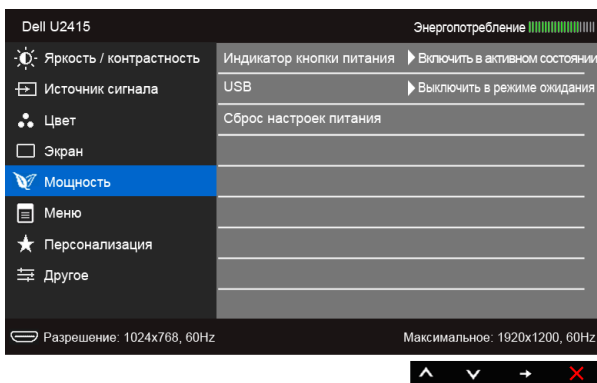 Dell U2415 Энергопотребление
Яркость / контрастность Индикатор кнопки питания Включить в активном состоянии
Источник сигнала USB Выключить в режиме ожидания
Цвет Сброс настроек питания
Экран
Мощность
Меню
Персонализация
Другое
Разрешение: 1024x768, 60Hz Максимальное: 1920x1200, 60Hz